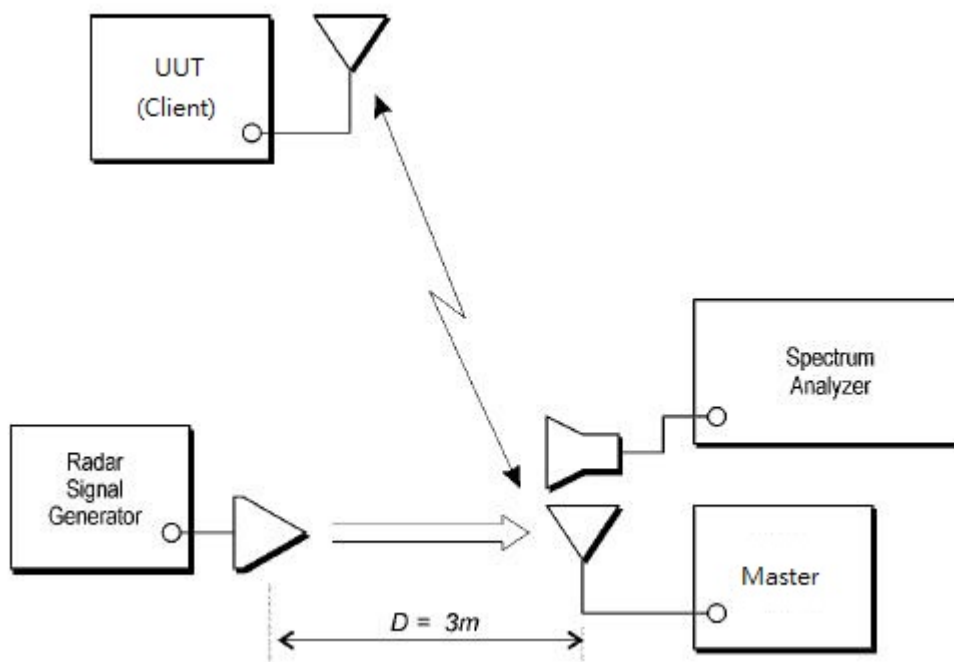 UUT
(Client)
Spectrum
Analyzer
Radar
Signal
Generator
Master
D = 3m